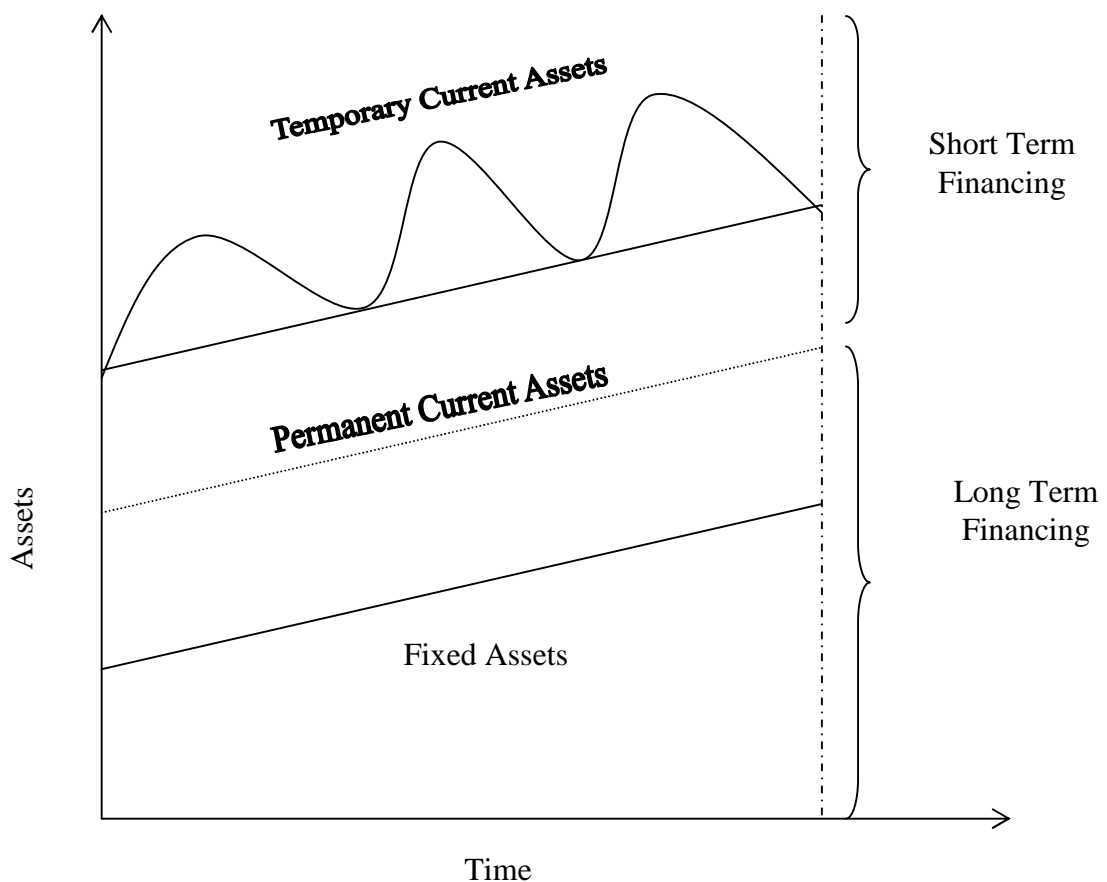 Temporary Current Assets
Short Term
Financing
Permanent Current Assets
Assets
Long Term
Financing
Fixed Assets
Time